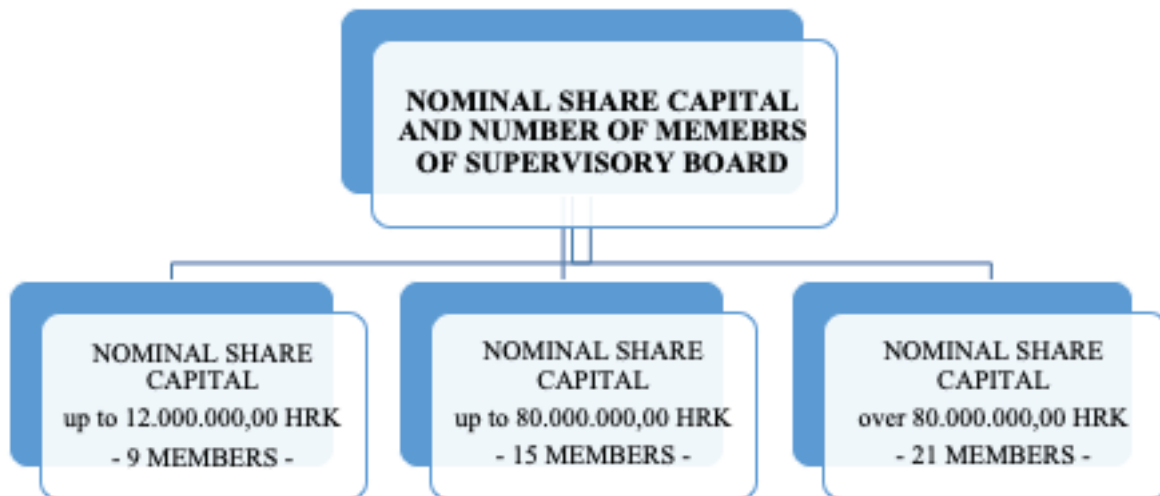 NOMINAL SHARE CAPITAL
AND NUMBER OF MEMEBRS
OF SUPERVISORY BOARD
NOMINAL SHARE
CAPITAL
up to 12.000.000,00 HRK
- 9 MEMBERS -
NOMINAL SHARE
CAPITAL
up to 80.000.000,00 HRK
- 15 MEMBERS -
NOMINAL SHARE
CAPITAL
over 80.000.000,00 HRK
- 21 MEMBERS -